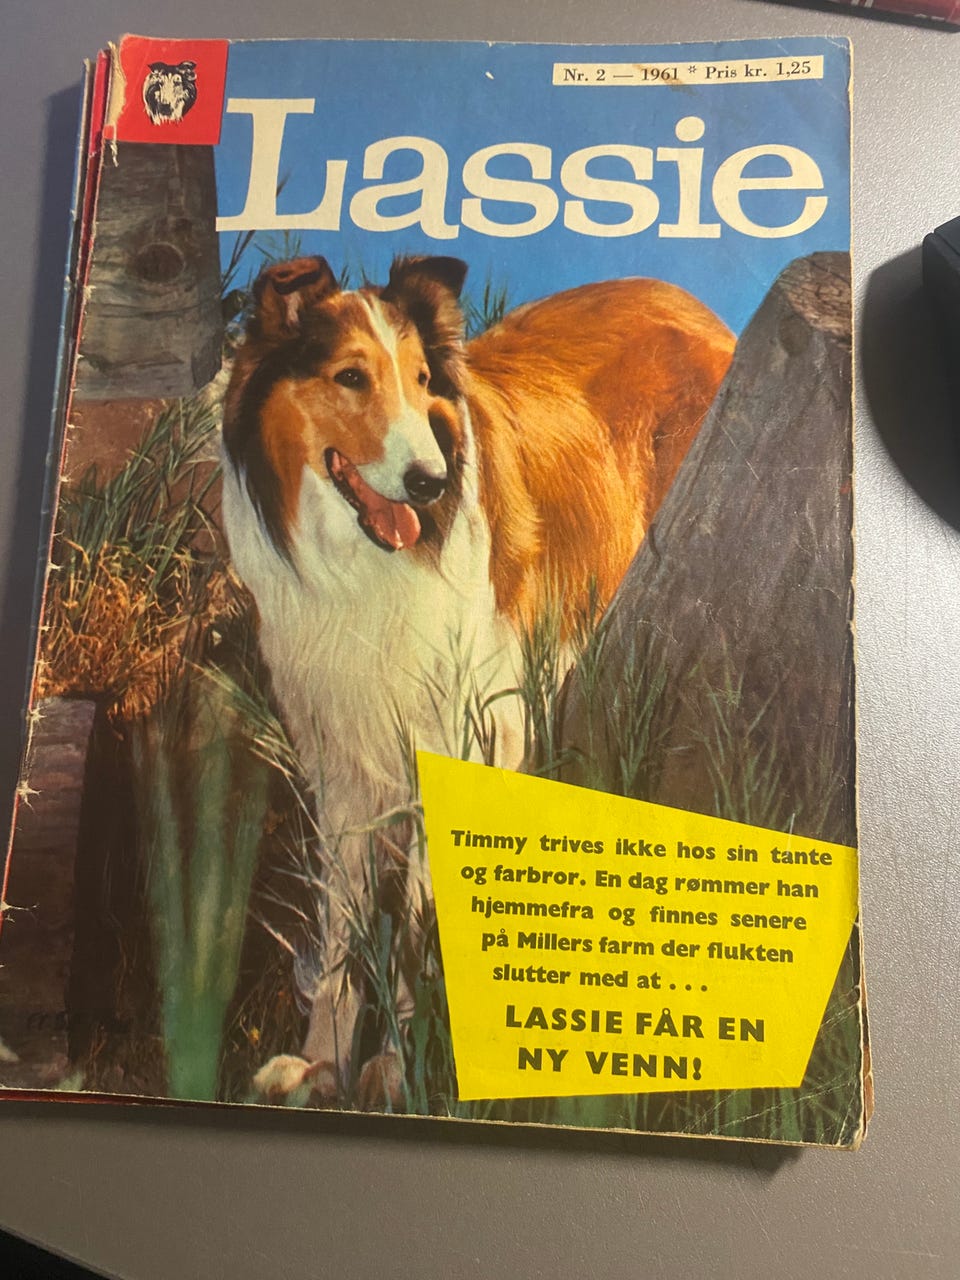 Nr. 2 — 1961 * Pris kr. 1,25
Lassie
Timmy trives ikke hos sin tante
og farbror. En dag rømmer han
hjemmefra og finnes senere
på Millers farm der flukten
slutter med at . . .
LASSIE FÅR EN
NY VENN!